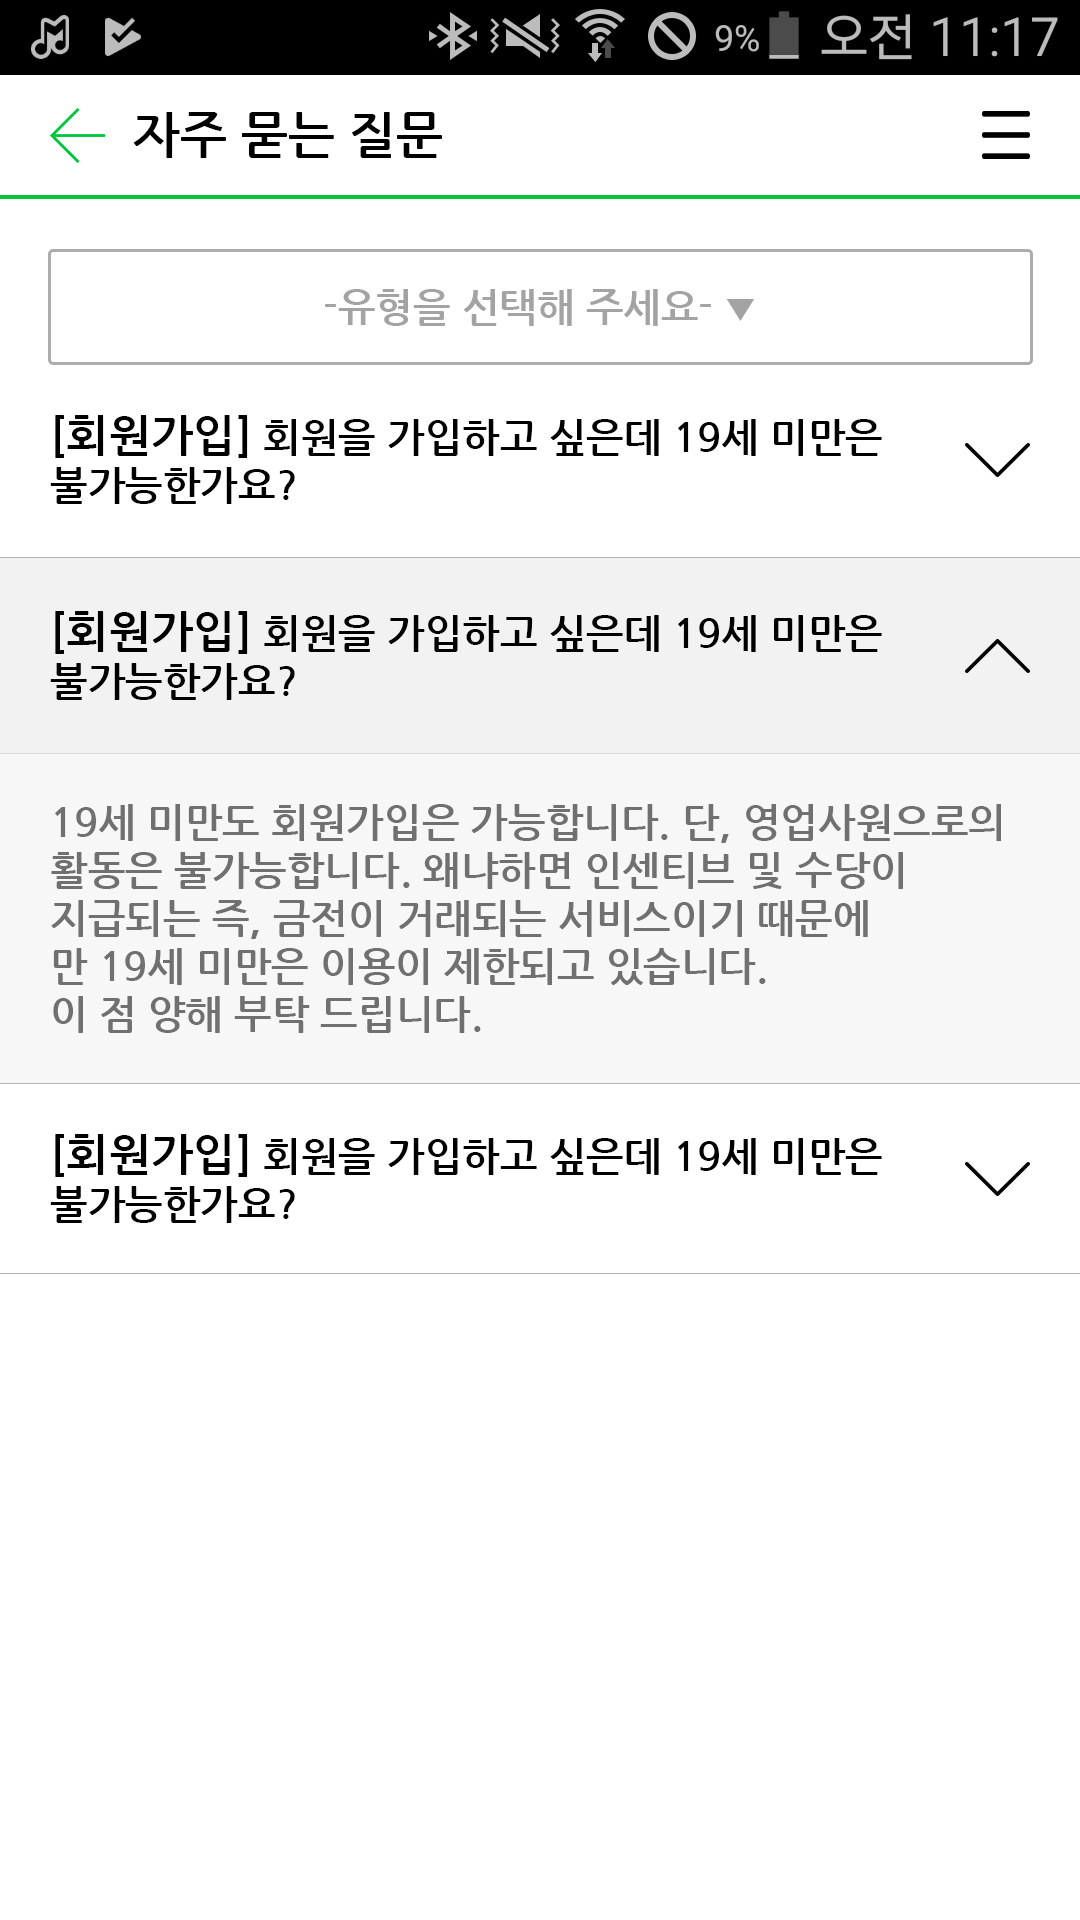 9% 오전 11:17
자주 묻는 질문
-유형을 선택해 주세요- ▼
[회원가입] 회원을 가입하고 싶은데 19세 미만은
불가능한가요?
[회원가입] 회원을 가입하고 싶은데 19세 미만은
불가능한가요?
19세 미만도 회원가입은 가능합니다. 단, 영업사원으로의
활동은 불가능합니다. 왜냐하면 인센티브 및 수당이
지급되는 즉, 금전이 거래되는 서비스이기 때문에
만 19세 미만은 이용이 제한되고 있습니다.
이 점 양해 부탁 드립니다.
[회원가입] 회원을 가입하고 싶은데 19세 미만은
불가능한가요?